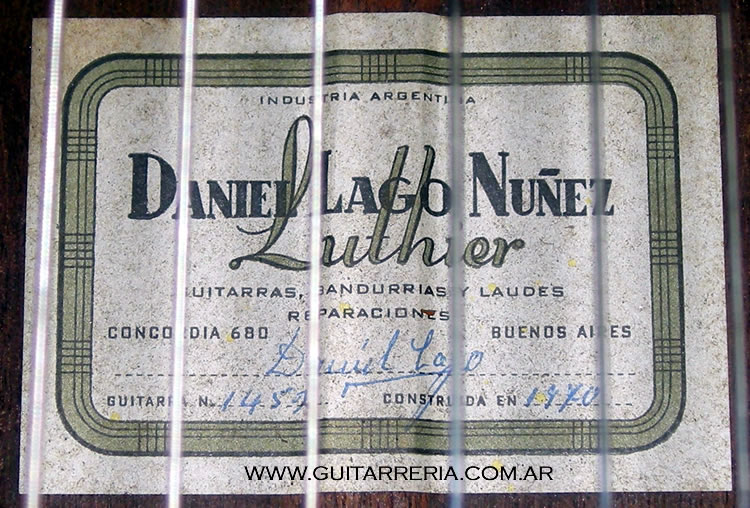 INDUSTRIA ARGENTINA
DANIEL LAGO NUÑEZ
Luthier
GUITARRAS, BANDURRIAS Y LAUDES
REPARACIONES
CONCORDIA 680 BUENOS AIRES
Daniel Lago
GUITARRA N. CONSTRUIDA EN 1970
WWW.GUITARRERIA.COM.AR